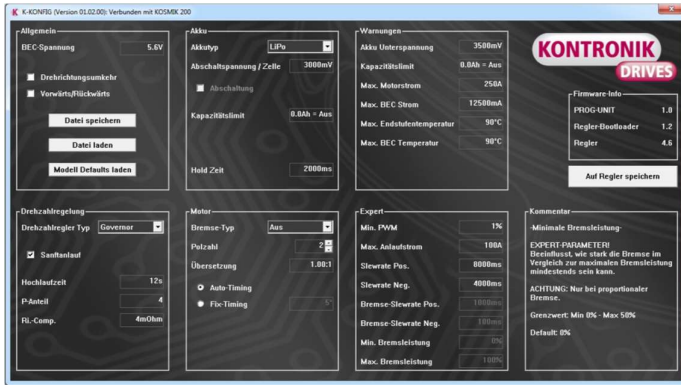 K-KONFIG (Version 01.02.00): Verbunden mit KOSMIK 200
Allgemein
BEC-Spannung 5.6V
Drehrichtungsumkehr
Vorwärts/Rückwärts
Datei speichern
Datei laden
Modell Defaults laden
Akku
Akkutyp LiPo
Abschaltspannung / Zelle 3000mV
Abschaltung
Kapazitätslimit 0.0Ah = Aus
Hold Zeit 2000ms
Warnungen
Akku Unterspannung 3500mV
Kapazitätslimit 0.0Ah = Aus
Max. Motorstrom 250A
Max. BEC Strom 12500mA
Max. Endstufentemperatur 90°C
Max. BEC Temperatur 90°C
KONTRONIK
DRIVES
Firmware-Info
PROG-UNIT 1.0
Regler-Bootloader 1.2
Regler 4.6
Auf Regler speichern
Drehzahlregelung
Drehzahlregler Typ Governor
Sanftanlauf
Hochlaufzeit 12s
P-Anteil 4
Ri.-Comp. 4mOhm
Motor
Bremse-Typ Aus
Polzahl 2
Übersetzung 1.00:1
Auto-Timing
Fix-Timing 5°
Expert
Min. PWM 1%
Max. Anlaufstrom 100A
Slewrate Pos. 8000ms
Slewrate Neg. 4000ms
Bremse-Slewrate Pos. 1000ms
Bremse-Slewrate Neg. 100ms
Min. Bremsleistung 0%
Max. Bremsleistung 100%
Kommentar
-Minimale Bremsleistung-
EXPERT-PARAMETER!
Beeinflusst, wie stark die Bremse im
Vergleich zur maximalen Bremsleistung
mindestens sein kann.
ACHTUNG: Nur bei proportionaler
Bremse.
Grenzwert: Min 0% - Max 50%
Default: 0%